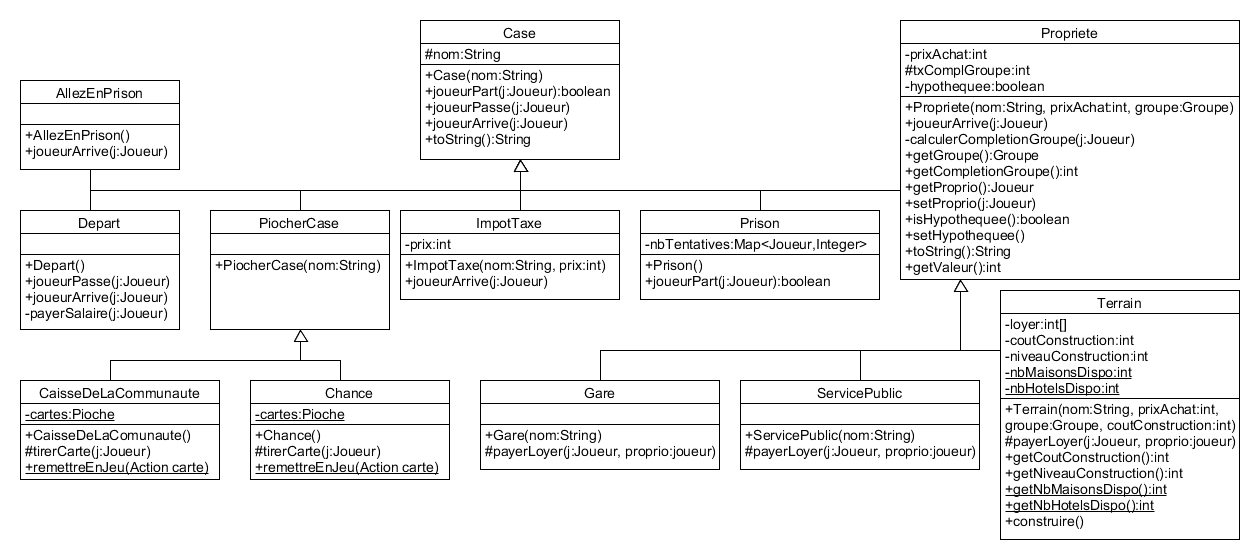 Case
#nom:String
+Case(nom:String)
+joueurPart(j:Joueur):boolean
+joueurPasse(j:Joueur)
+joueurArrive(j:Joueur)
+toString():String
Propriete
-prixAchat:int
#txComplGroupe:int
-hypothequee:boolean
+Propriete(nom:String, prixAchat:int, groupe:Groupe)
+joueurArrive(j:Joueur)
-calculerCompletionGroupe(j:Joueur)
+getGroupe():Groupe
+getCompletionGroupe():int
+getProprio():Joueur
+setProprio(j:Joueur)
+isHypothequee():boolean
+setHypothequee()
+toString():String
+getValeur():int
AllezEnPrison
+AllezEnPrison()
+joueurArrive(j:Joueur)
Depart
+Depart()
+joueurPasse(j:Joueur)
+joueurArrive(j:Joueur)
-payerSalaire(j:Joueur)
PiocherCase
+PiocherCase(nom:String)
ImpotTaxe
-prix:int
+ImpotTaxe(nom:String, prix:int)
+joueurArrive(j:Joueur)
Prison
-nbTentatives:Map<Joueur,Integer>
+Prison()
+joueurPart(j:Joueur):boolean
CaisseDeLaCommunaute
-cartes:Pioche
+CaisseDeLaComunaute()
#tirerCarte(j:Joueur)
+remettreEnJeu(Action carte)
Chance
-cartes:Pioche
+Chance()
#tirerCarte(j:Joueur)
+remettreEnJeu(Action carte)
Gare
+Gare(nom:String)
#payerLoyer(j:Joueur, proprio:joueur)
ServicePublic
+ServicePublic(nom:String)
#payerLoyer(j:Joueur, proprio:joueur)
Terrain
-loyer:int[]
-coutConstruction:int
-niveauConstruction:int
-nbMaisonsDispo:int
-nbHotelsDispo:int
+Terrain(nom:String, prixAchat:int,
groupe:Groupe, coutConstruction:int)
#payerLoyer(j:Joueur, proprio:joueur)
+getCoutConstruction():int
+getNiveauConstruction():int
+getNbMaisonsDispo():int
+getNbHotelsDispo():int
+construire()